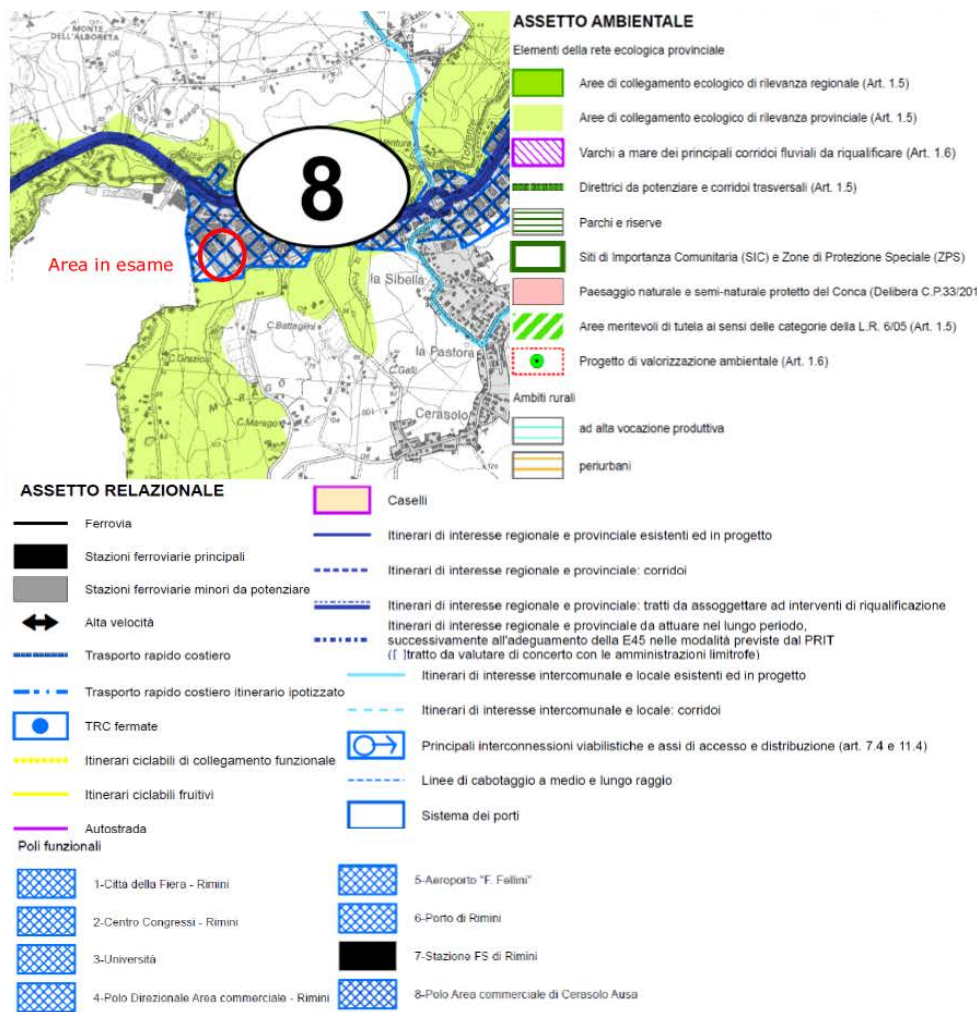 MONTE
DELL'ALBORETA
COSTA DI BORGO
Ventura
8
Area in esame
la Sibella
C. Battaglini
la Pastora
C. Graziosi
C. Galli
MARAGO
C. Marago
Cerasolo
ASSETTO AMBIENTALE
Elementi della rete ecologica provinciale
Aree di collegamento ecologico di rilevanza regionale (Art. 1.5)
Aree di collegamento ecologico di rilevanza provinciale (Art. 1.5)
Varchi a mare dei principali corridoi fluviali da riqualificare (Art. 1.6)
Direttrici da potenziare e corridoi trasversali (Art. 1.5)
Parchi e riserve
Siti di Importanza Comunitaria (SIC) e Zone di Protezione Speciale (ZPS)
Paesaggio naturale e semi-naturale protetto del Conca (Delibera C.P.33/201
Aree meritevoli di tutela ai sensi delle categorie della L.R. 6/05 (Art. 1.5)
Progetto di valorizzazione ambientale (Art. 1.6)
Ambiti rurali
ad alta vocazione produttiva
periurbani
ASSETTO RELAZIONALE
Ferrovia
Stazioni ferroviarie principali
Stazioni ferroviarie minori da potenziare
Alta velocità
Trasporto rapido costiero
Trasporto rapido costiero itinerario ipotizzato
TRC fermate
Itinerari ciclabili di collegamento funzionale
Itinerari ciclabili fruitivi
Autostrada
Caselli
Itinerari di interesse regionale e provinciale esistenti ed in progetto
Itinerari di interesse regionale e provinciale: corridoi
Itinerari di interesse regionale e provinciale: tratti da assoggettare ad interventi di riqualificazione
Itinerari di interesse regionale e provinciale da attuare nel lungo periodo,
successivamente all'adeguamento della E45 nelle modalità previste dal PRIT
([ ]tratto da valutare di concerto con le amministrazioni limitrofe)
Itinerari di interesse intercomunale e locale esistenti ed in progetto
Itinerari di interesse intercomunale e locale: corridoi
Principali interconnessioni viabilistiche e assi di accesso e distribuzione (art. 7.4 e 11.4)
Linee di cabotaggio a medio e lungo raggio
Sistema dei porti
Poli funzionali
1-Città della Fiera - Rimini
2-Centro Congressi - Rimini
3-Università
4-Polo Direzionale Area commerciale - Rimini
5-Aeroporto "F. Fellini"
6-Porto di Rimini
7-Stazione FS di Rimini
8-Polo Area commerciale di Cerasolo Ausa